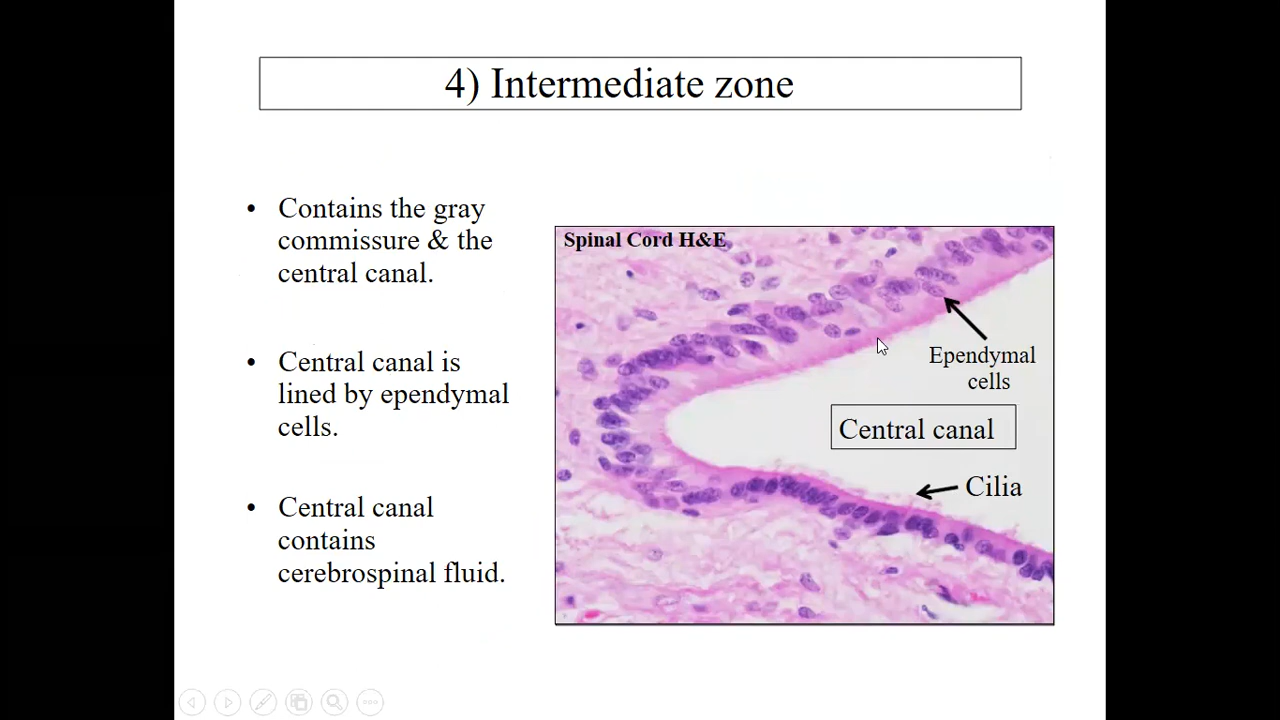 4) Intermediate zone
• Contains the gray
commissure & the
central canal.
• Central canal is
lined by ependymal
cells.
• Central canal
contains
cerebrospinal fluid.
Spinal Cord H&E
Ependymal
cells
Central canal
Cilia